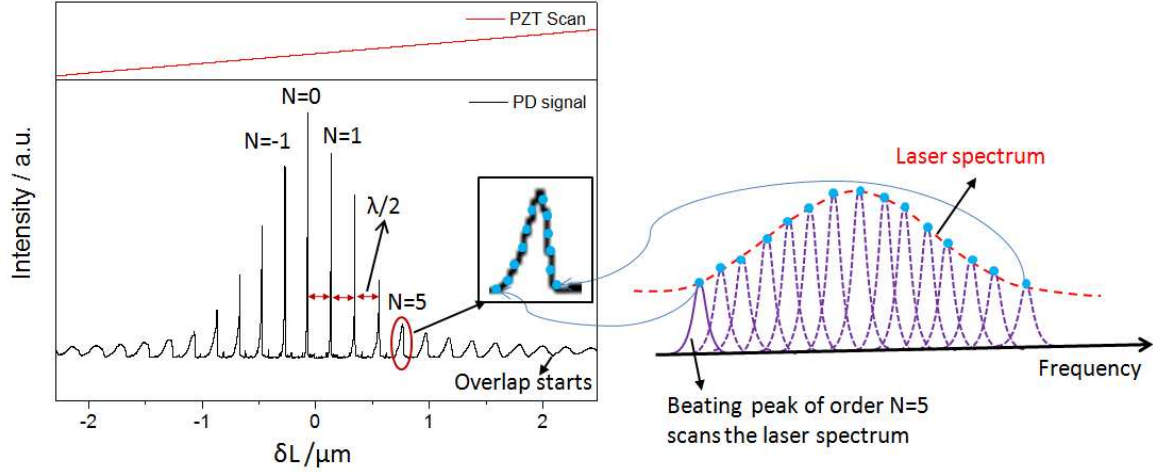 PZT Scan
N=0
PD signal
N=-1
N=1
Laser spectrum
λ/2
N=5
Intensity / a.u.
Overlap starts
Frequency
-2
-1
0
1
2
δL /μm
Beating peak of order N=5
scans the laser spectrum